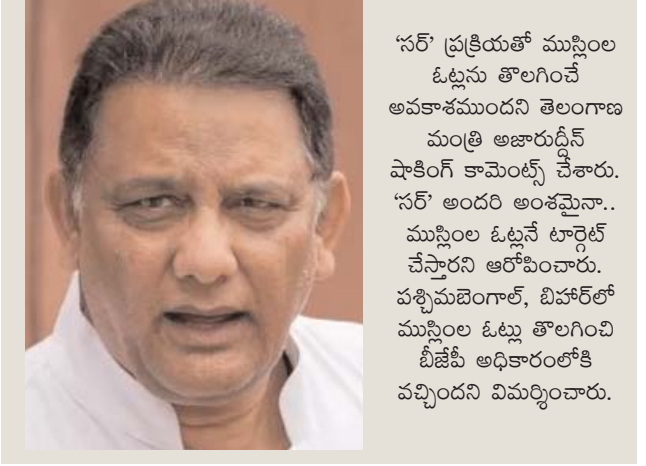 ‘సర్’ ప్రక్రియతో ముస్లింల
ఓట్లను తొలగించే
అవకాశముందని తెలంగాణ
మంత్రి అజారుద్దీన్
షాకింగ్ కామెంట్స్ చేశారు.
‘సర్’ అందరి అంశమైనా..
ముస్లింల ఓట్లనే టార్గెట్
చేస్తారని ఆరోపించారు.
పశ్చిమబెంగాల్, బిహార్‌లో
ముస్లింల ఓట్లు తొలగించి
బీజేపీ అధికారంలోకి
వచ్చిందని విమర్శించారు.